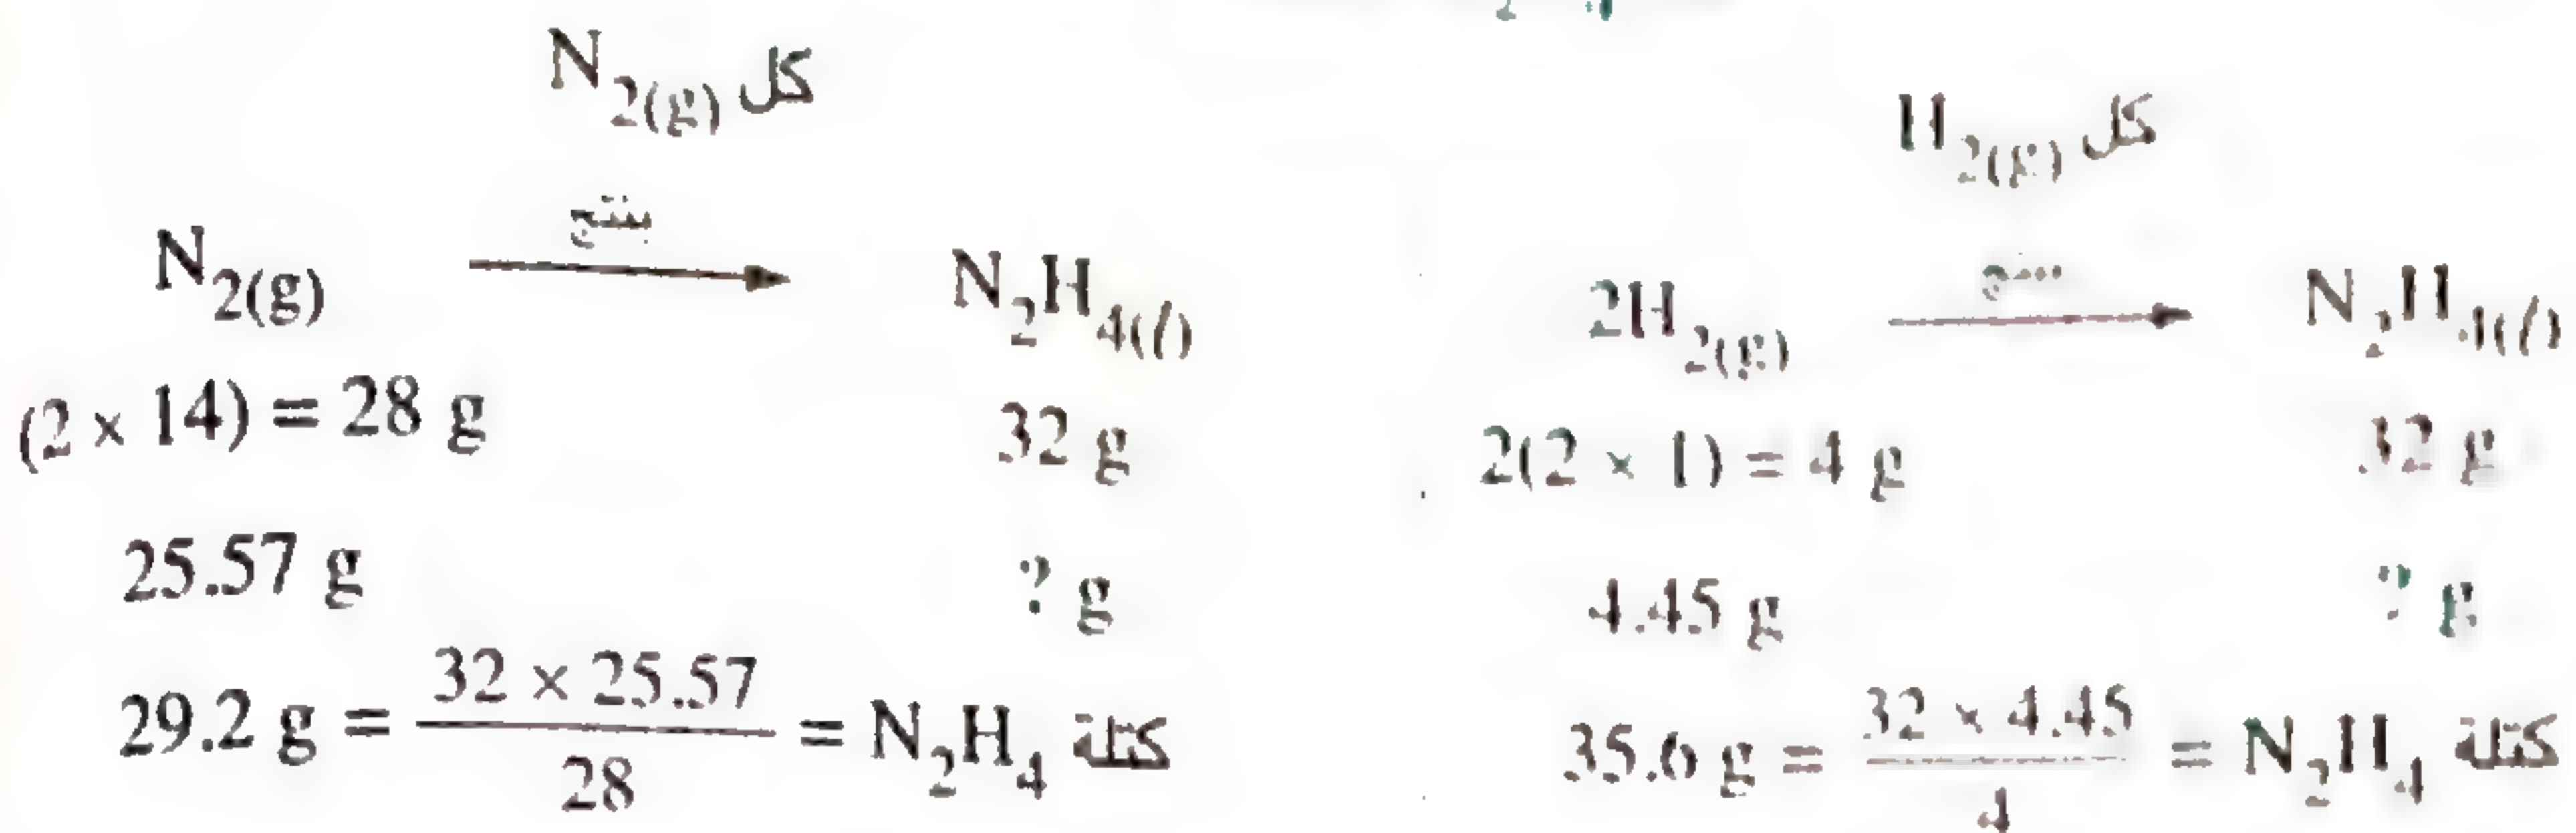 كل N2(g)
N2(g) ينتج→ N2H4(l)
(2 × 14) = 28 g 32 g
25.57 g ? g
29.2 g = 32 × 25.57 / 28 = N2H4 كتلة
كل H2(g)
2H2(g) → N2H4(l)
2(2 × 1) = 4 g 32 g
4.45 g ? g
35.6 g = 32 × 4.45 / 4 = N2H4 كتلة